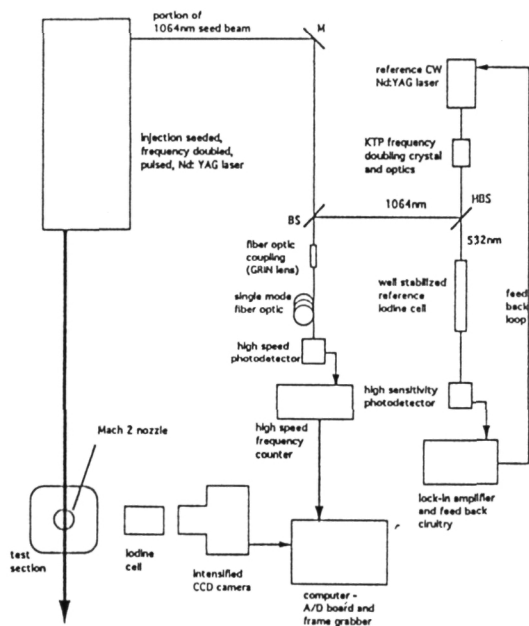 portion of
1064nm seed beam
M
reference CW
Nd:YAG laser
injection seeded,
frequency doubled,
pulsed, Nd: YAG laser
KTP frequency
doubling crystal
and optics
BS
1064nm
HBS
532nm
fiber optic
coupling
(GRIN lens)
well stabilized
reference
iodine cell
feed
back
loop
single mode
fiber optic
high speed
photodetector
high sensitivity
photodetector
Mach 2 nozzle
high speed
frequency
counter
lock-in amplifier
and feed back
ciruitry
test
section
iodine
cell
intensified
CCD camera
computer -
A/D board and
frame grabber